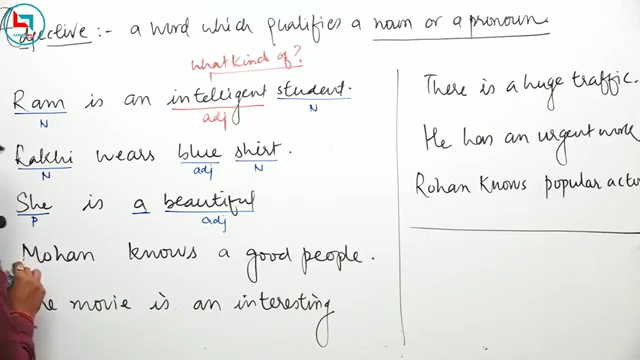 Adjective :- a word which qualifies a noun or a pronoun.
what kind of?
Ram is an intelligent student.
N adj N
Rakhi wears blue shirt.
N adj N
She is a beautiful
P adj
Mohan knows a good people.
movie is an interesting
There is a huge traffic.
He has an urgent work
Rohan knows popular